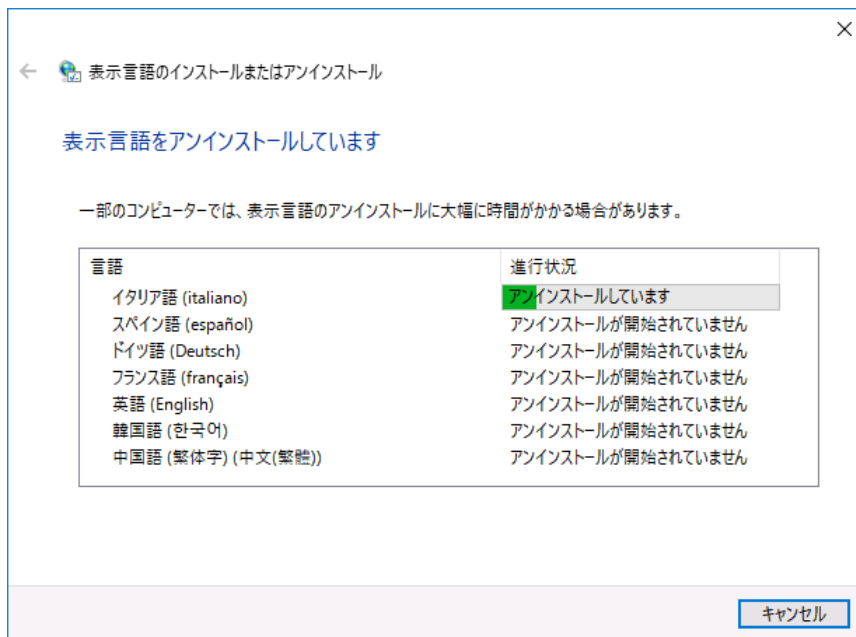 表示言語のインストールまたはアンインストール
表示言語をアンインストールしています
一部のコンピューターでは、表示言語のアンインストールに大幅に時間がかかる場合があります。
言語 進行状況
イタリア語 (italiano) アンインストールしています
スペイン語 (español) アンインストールが開始されていません
ドイツ語 (Deutsch) アンインストールが開始されていません
フランス語 (français) アンインストールが開始されていません
英語 (English) アンインストールが開始されていません
韓国語 (한국어) アンインストールが開始されていません
中国語 (繁体字) (中文(繁體)) アンインストールが開始されていません
キャンセル